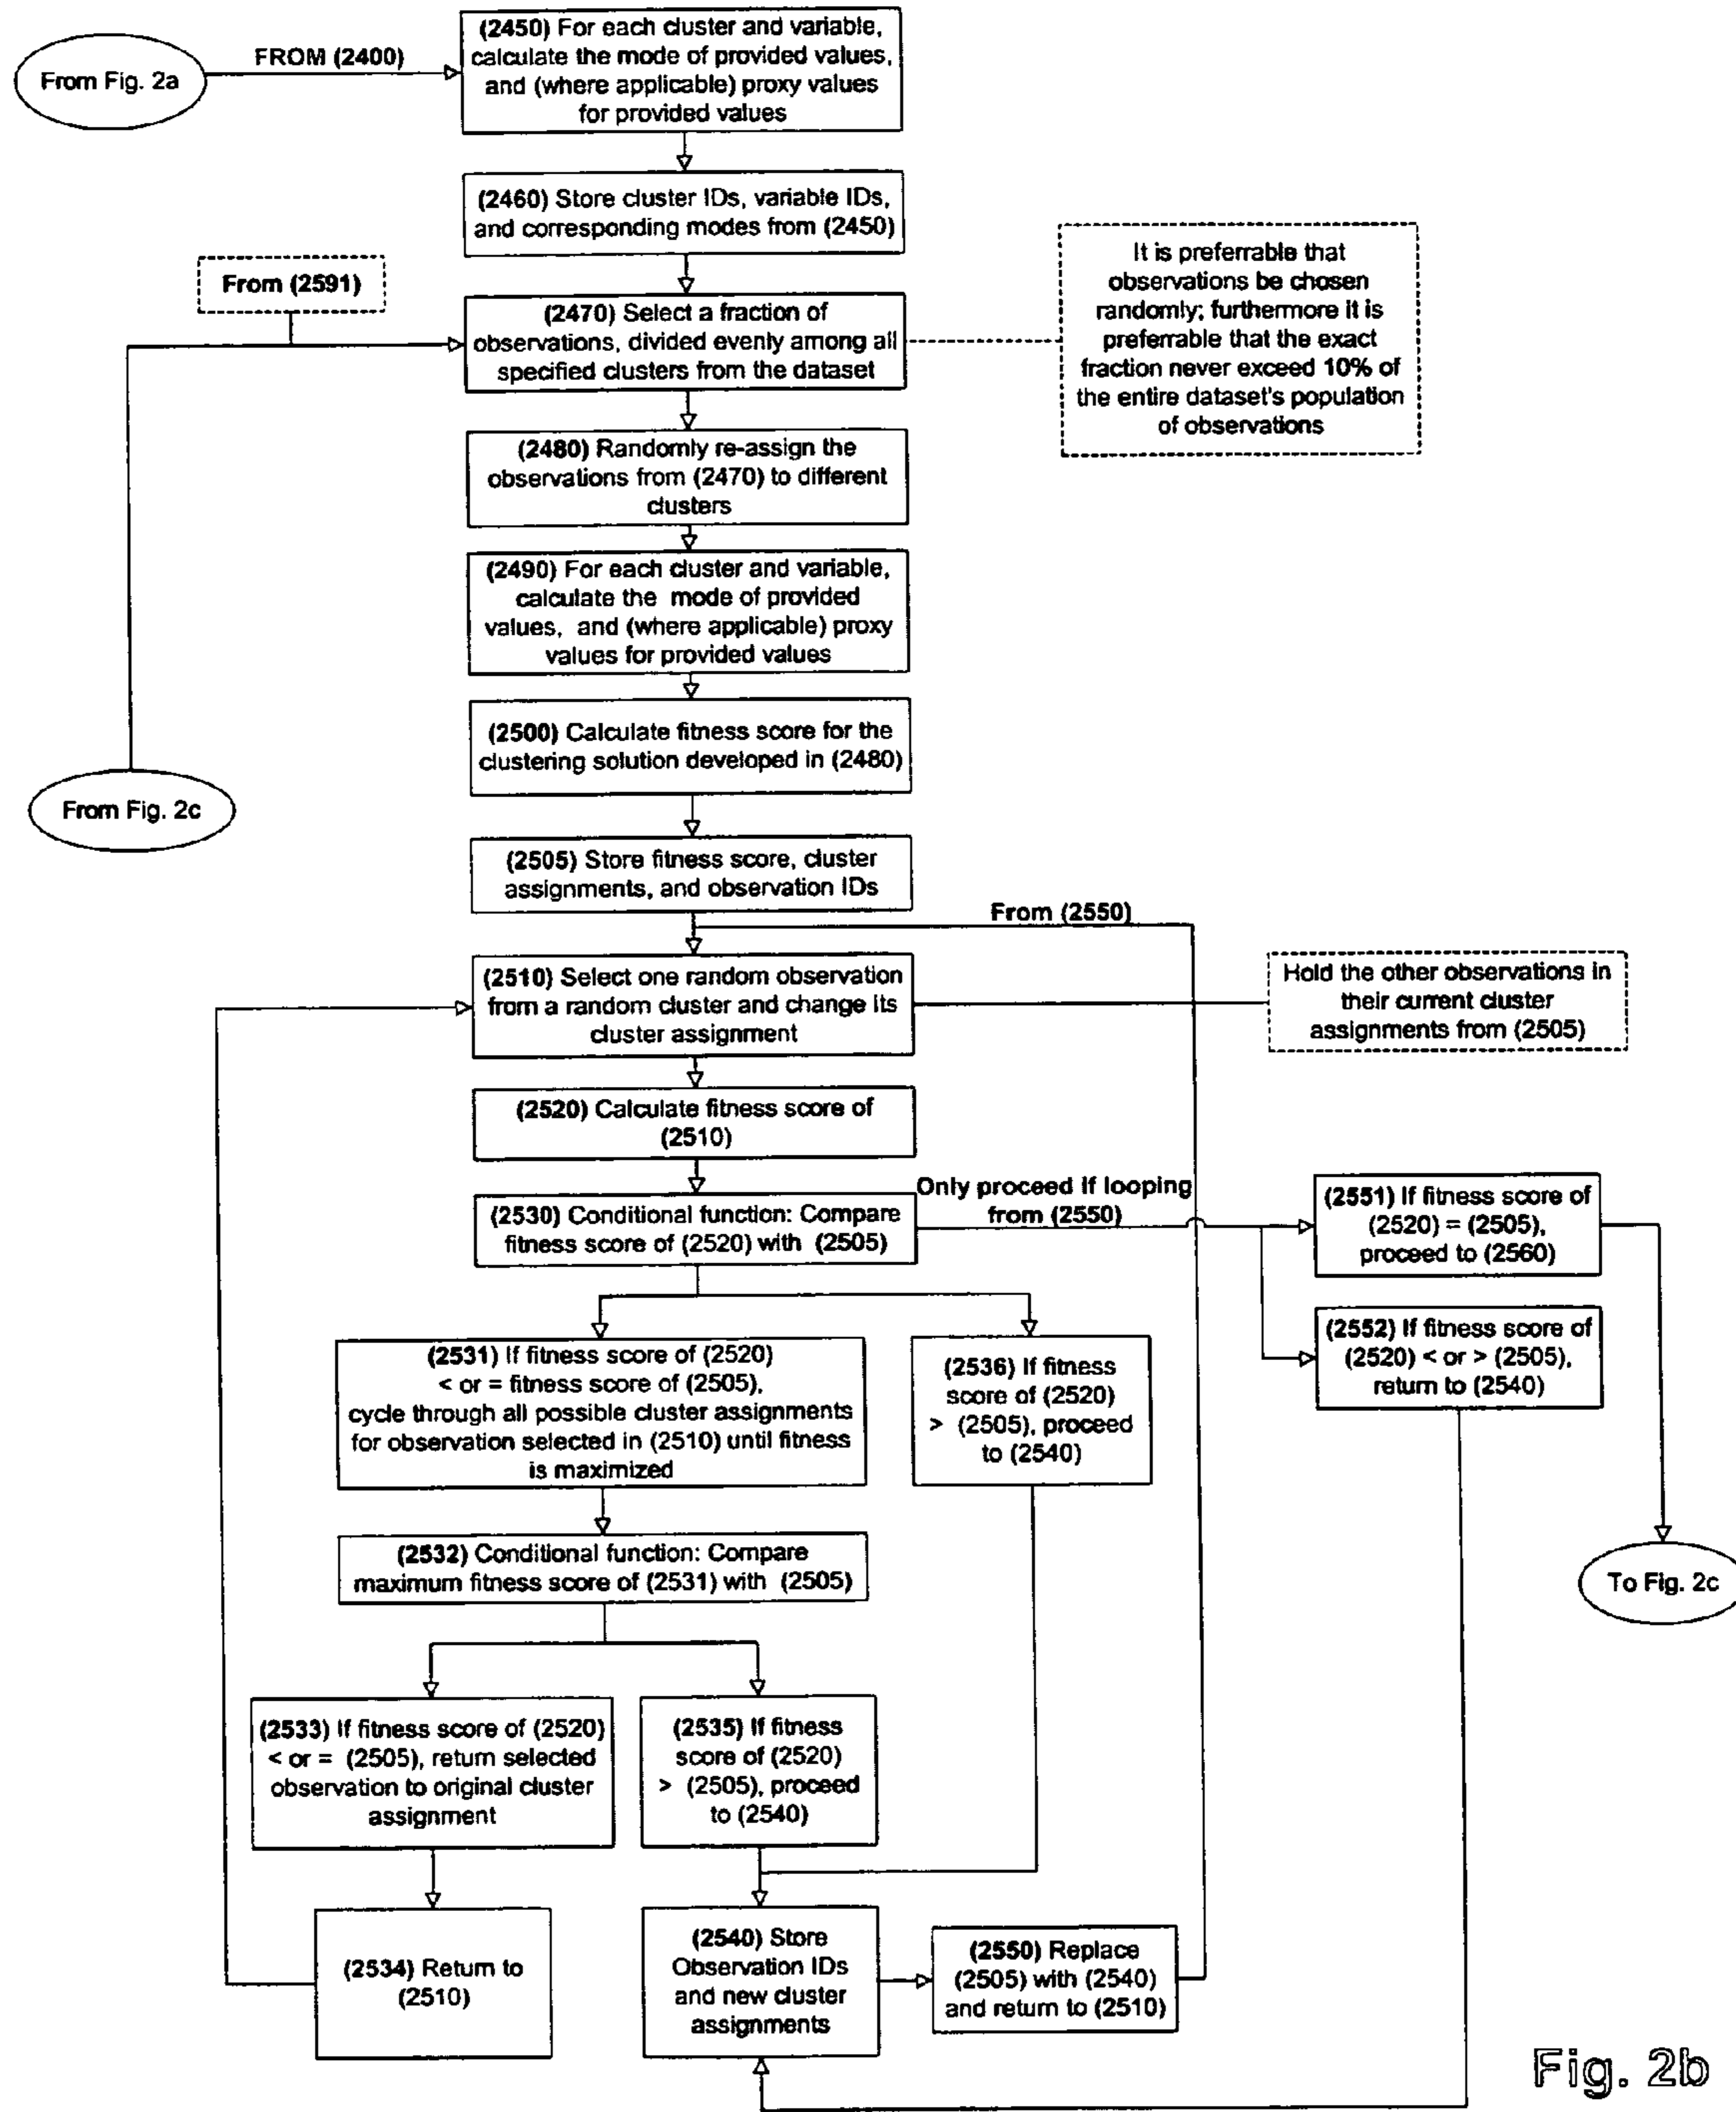 (2450) For each cluster and variable,
calculate the mode of provided values,
and (where applicable) proxy values
for provided values
From Fig. 2a
FROM (2400)
(2460) Store cluster IDs, variable IDs,
and corresponding modes from (2450)
It is preferrable that
observations be chosen
randomly; furthermore it is
preferrable that the exact
fraction never exceed 10% of
the entire dataset's population
of observations
From (2591)
(2470) Select a fraction of
observations, divided evenly among all
specified clusters from the dataset
(2480) Randomly re-assign the
observations from (2470) to different
clusters
(2490) For each cluster and variable,
calculate the mode of provided
values, and (where applicable) proxy
values for provided values
(2500) Calculate fitness score for the
clustering solution developed in (2480)
From Fig. 2c
(2505) Store fitness score, cluster
assignments, and observation IDs
From (2550)
(2510) Select one random observation
from a random cluster and change its
cluster assignment
Hold the other observations in
their current cluster
assignments from (2505)
(2520) Calculate fitness score of
(2510)
(2530) Conditional function: Compare
fitness score of (2520) with (2505)
Only proceed if looping
from (2550)
(2551) If fitness score of
(2520) = (2505),
proceed to (2560)
(2552) If fitness score of
(2520) < or > (2505),
return to (2540)
(2531) If fitness score of (2520)
< or = fitness score of (2505),
cycle through all possible cluster assignments
for observation selected in (2510) until fitness
is maximized
(2536) If fitness
score of (2520)
> (2505), proceed
to (2540)
(2532) Conditional function: Compare
maximum fitness score of (2531) with (2505)
To Fig. 2c
(2533) If fitness score of (2520)
< or = (2505), return selected
observation to original cluster
assignment
(2535) If fitness
score of (2520)
> (2505), proceed
to (2540)
(2534) Return to
(2510)
(2540) Store
Observation IDs
and new cluster
assignments
(2550) Replace
(2505) with (2540)
and return to (2510)
Fig. 2b